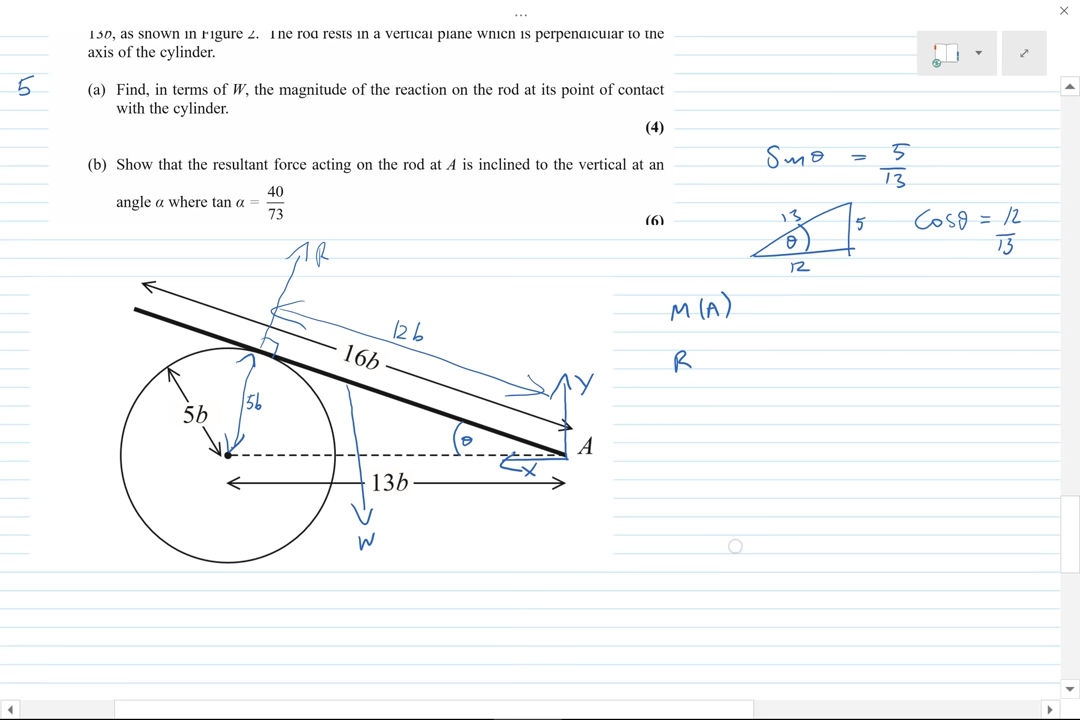 13b, as shown in Figure 2. The rod rests in a vertical plane which is perpendicular to the
axis of the cylinder.
5
(a) Find, in terms of W, the magnitude of the reaction on the rod at its point of contact
with the cylinder.
(4)
(b) Show that the resultant force acting on the rod at A is inclined to the vertical at an
angle α where tan α = 40/73
(6)
Sinθ = 5/13
13
5
θ
12
Cosθ = 12/13
M(A)
R
R
12b
16b
Y
5b
5b
θ
A
X
13b
W